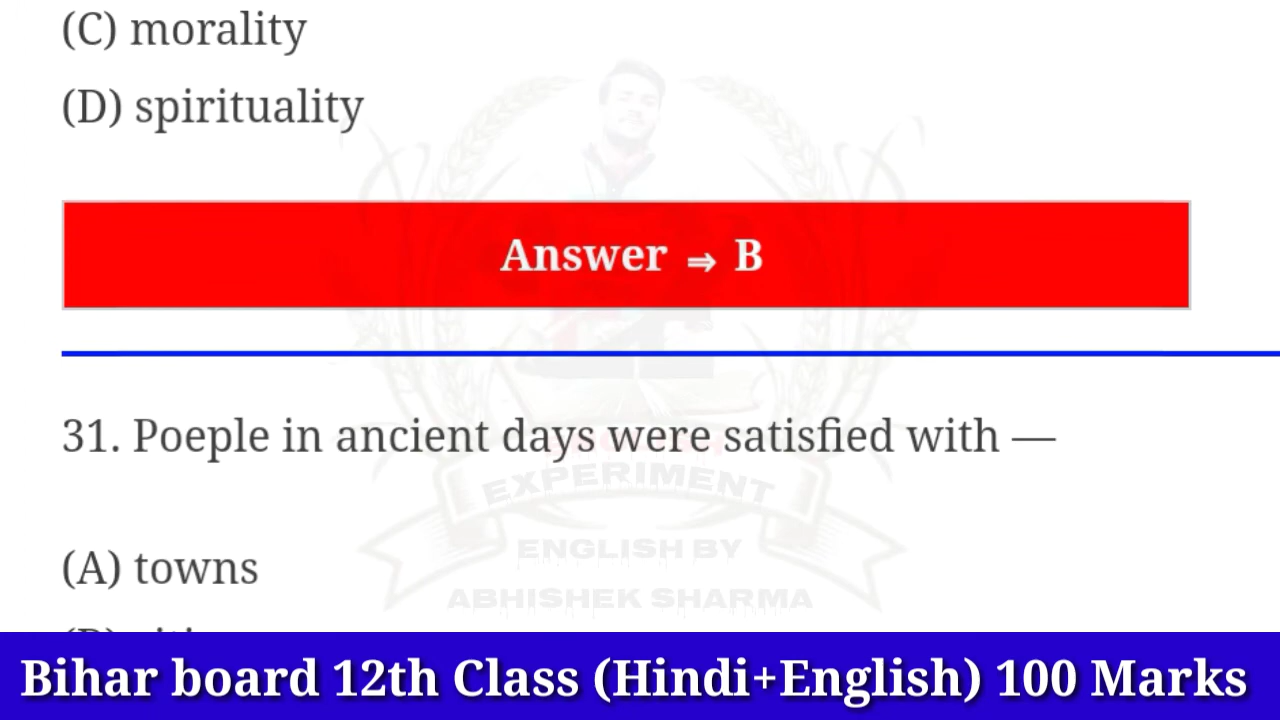 (C) morality
(D) spirituality
Answer ⇒ B
31. Poeple in ancient days were satisfied with —
EXPERIMENT
ENGLISH BY
(A) towns
ABHISHEK SHARMA
Bihar board 12th Class (Hindi+English) 100 Marks